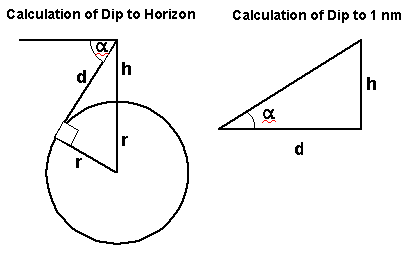 Calculation of Dip to Horizon
α
d
h
r
r
Calculation of Dip to 1 nm
h
α
d